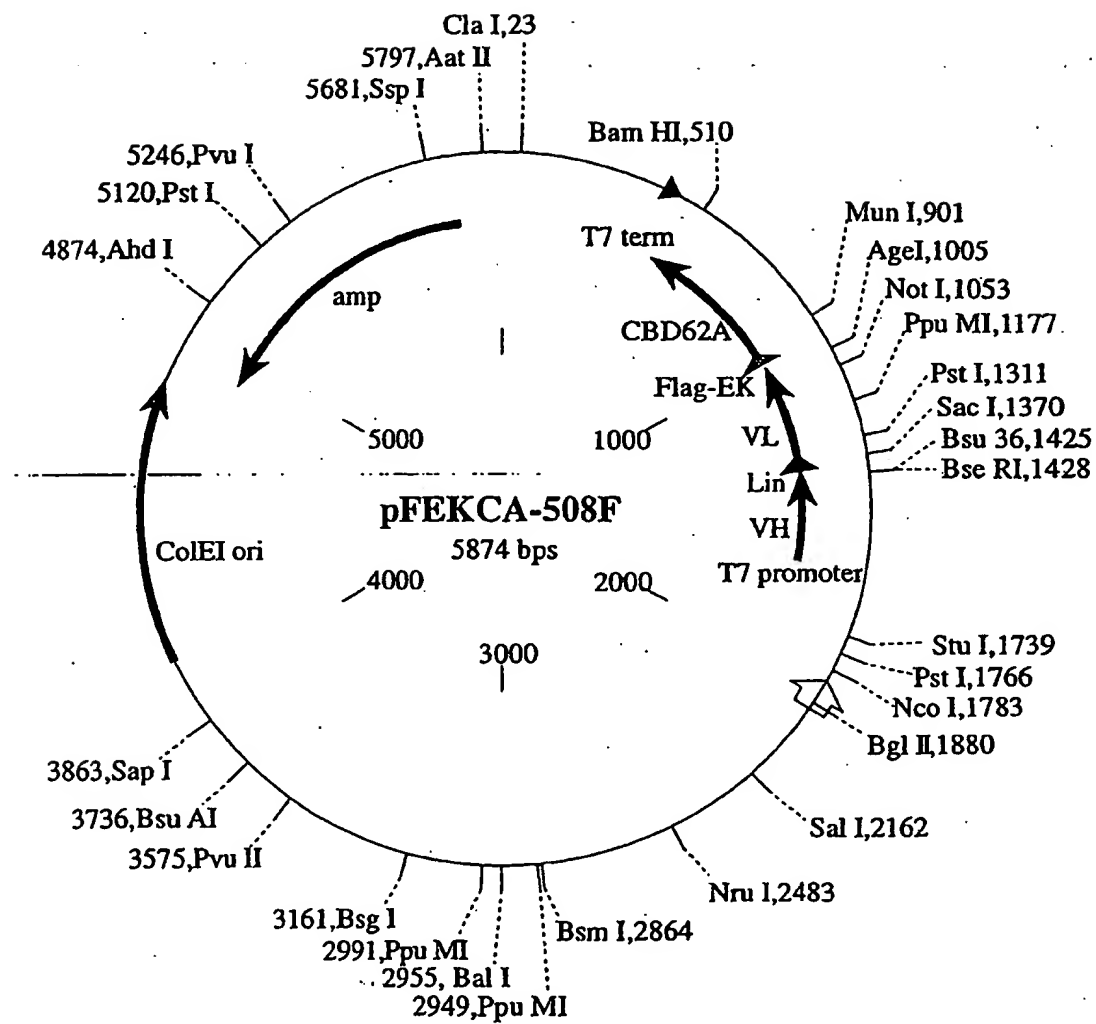 Cla I,23
5797,Aat II
5681,Ssp I
Bam HI,510
5246,Pvu I
5120,Pst I
4874,Ahd I
Mun I,901
AgeI,1005
Not I,1053
Ppu MI,1177
Pst I,1311
Sac I,1370
Bsu 36,1425
Bse RI,1428
T7 term
amp
CBD62A
Flag-EK
VL
Lin
VH
T7 promoter
5000
1000
pFEKCA-508F
5874 bps
ColEI ori
4000
2000
3000
Stu I,1739
Pst I,1766
Nco I,1783
Bgl II,1880
Sal I,2162
Nru I,2483
Bsm I,2864
3863,Sap I
3736,Bsu AI
3575,Pvu II
3161,Bsg I
2991,Ppu MI
2955, Bal I
2949,Ppu MI